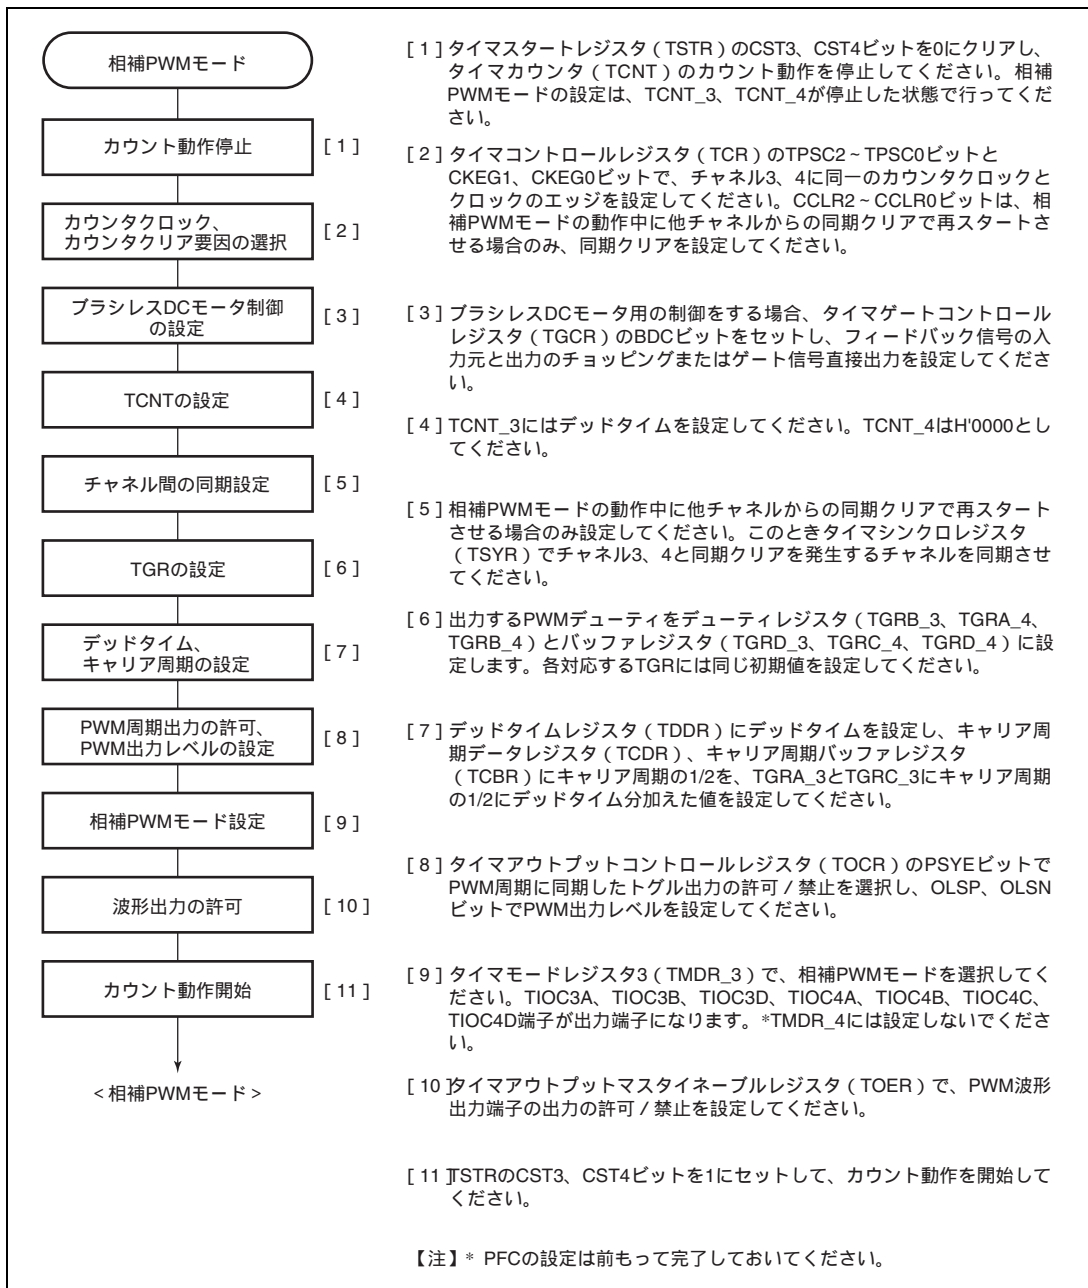 相補PWMモード
カウント動作停止 [ 1 ]
カウンタクロック、
カウンタクリア要因の選択 [ 2 ]
ブラシレスDCモータ制御
の設定 [ 3 ]
TCNTの設定 [ 4 ]
チャネル間の同期設定 [ 5 ]
TGRの設定 [ 6 ]
デッドタイム、
キャリア周期の設定 [ 7 ]
PWM周期出力の許可、
PWM出力レベルの設定 [ 8 ]
相補PWMモード設定 [ 9 ]
波形出力の許可 [ 10 ]
カウント動作開始 [ 11 ]
< 相補PWMモード >
[ 1 ] タイマスタートレジスタ(TSTR)のCST3、CST4ビットを0にクリアし、
タイマカウンタ(TCNT)のカウント動作を停止してください。相補
PWMモードの設定は、TCNT_3、TCNT_4が停止した状態で行ってくだ
さい。
[ 2 ] タイマコントロールレジスタ(TCR)のTPSC2~TPSC0ビットと
CKEG1、CKEG0ビットで、チャネル3、4に同一のカウンタクロックと
クロックのエッジを設定してください。CCLR2~CCLR0ビットは、相
補PWMモードの動作中に他チャネルからの同期クリアで再スタートさ
せる場合のみ、同期クリアを設定してください。
[ 3 ] ブラシレスDCモータ用の制御をする場合、タイマゲートコントロール
レジスタ(TGCR)のBDCビットをセットし、フィードバック信号の入
力元と出力のチョッピングまたはゲート信号直接出力を設定してくださ
い。
[ 4 ] TCNT_3にはデッドタイムを設定してください。TCNT_4はH'0000とし
てください。
[ 5 ] 相補PWMモードの動作中に他チャネルからの同期クリアで再スタート
させる場合のみ設定してください。このときタイマシンクロレジスタ
(TSYR)でチャネル3、4と同期クリアを発生するチャネルを同期させ
てください。
[ 6 ] 出力するPWMデューティをデューティレジスタ(TGRB_3、TGRA_4、
TGRB_4)とバッファレジスタ(TGRD_3、TGRC_4、TGRD_4)に設
定します。各対応するTGRには同じ初期値を設定してください。
[ 7 ] デッドタイムレジスタ(TDDR)にデッドタイムを設定し、キャリア周
期データレジスタ(TCDR)、キャリア周期バッファレジスタ
(TCBR)にキャリア周期の1/2を、TGRA_3とTGRC_3にキャリア周期
の1/2にデッドタイム分加えた値を設定してください。
[ 8 ] タイマアウトプットコントロールレジスタ(TOCR)のPSYEビットで
PWM周期に同期したトグル出力の許可/禁止を選択し、OLSP、OLSN
ビットでPWM出力レベルを設定してください。
[ 9 ] タイマモードレジスタ3(TMDR_3)で、相補PWMモードを選択してく
ださい。TIOC3A、TIOC3B、TIOC3D、TIOC4A、TIOC4B、TIOC4C、
TIOC4D端子が出力端子になります。*TMDR_4には設定しないでくださ
い。
[ 10 ] タイマアウトプットマスタイネーブルレジスタ(TOER)で、PWM波形
出力端子の出力の許可/禁止を設定してください。
[ 11 ] TSTRのCST3、CST4ビットを1にセットして、カウント動作を開始して
ください。
【注】* PFCの設定は前もって完了しておいてください。